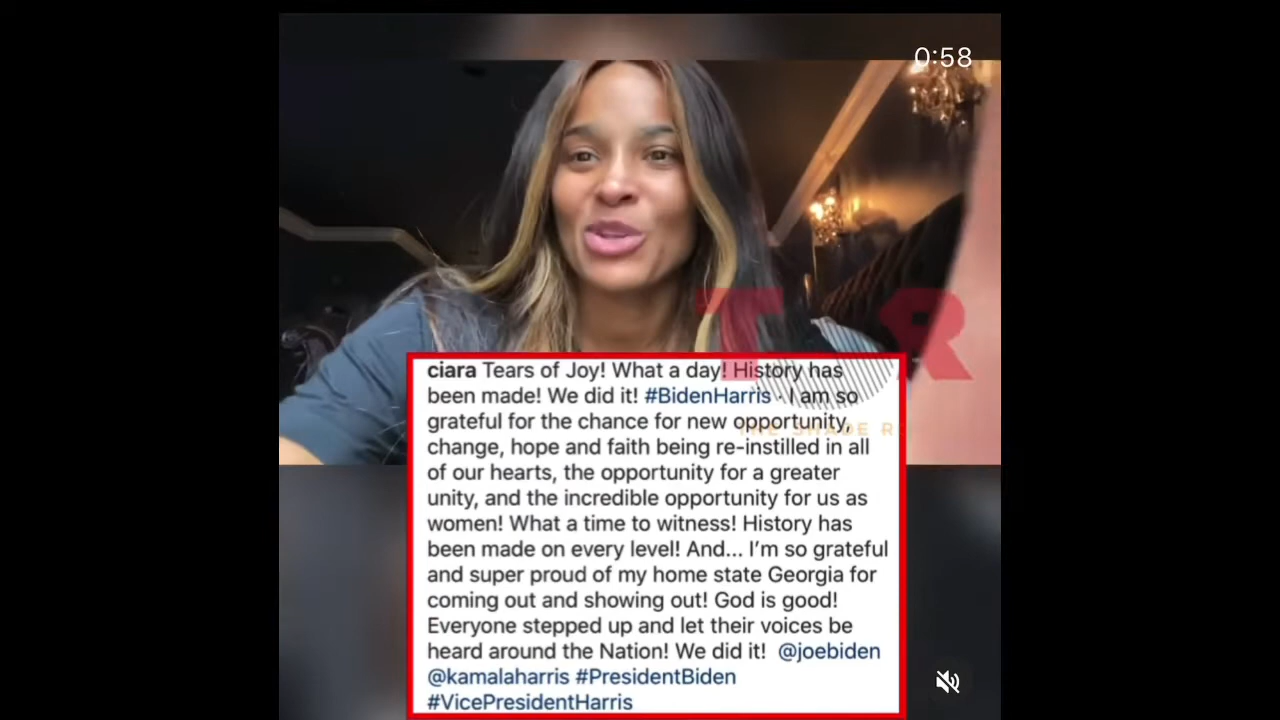 0:58
T R
THE SHADE R
ciara Tears of Joy! What a day! History has
been made! We did it! #BidenHarris · I am so
grateful for the chance for new opportunity,
change, hope and faith being re-instilled in all
of our hearts, the opportunity for a greater
unity, and the incredible opportunity for us as
women! What a time to witness! History has
been made on every level! And... I’m so grateful
and super proud of my home state Georgia for
coming out and showing out! God is good!
Everyone stepped up and let their voices be
heard around the Nation! We did it! @joebiden
@kamalaharris #PresidentBiden
#VicePresidentHarris